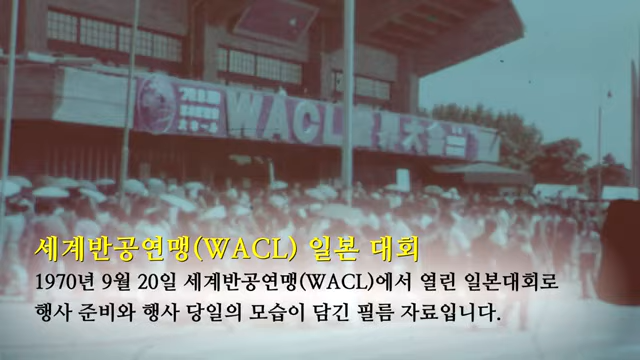 WACL
세계반공연맹(WACL) 일본 대회
1970년 9월 20일 세계반공연맹(WACL)에서 열린 일본대회로
행사 준비와 행사 당일의 모습이 담긴 필름 자료입니다.